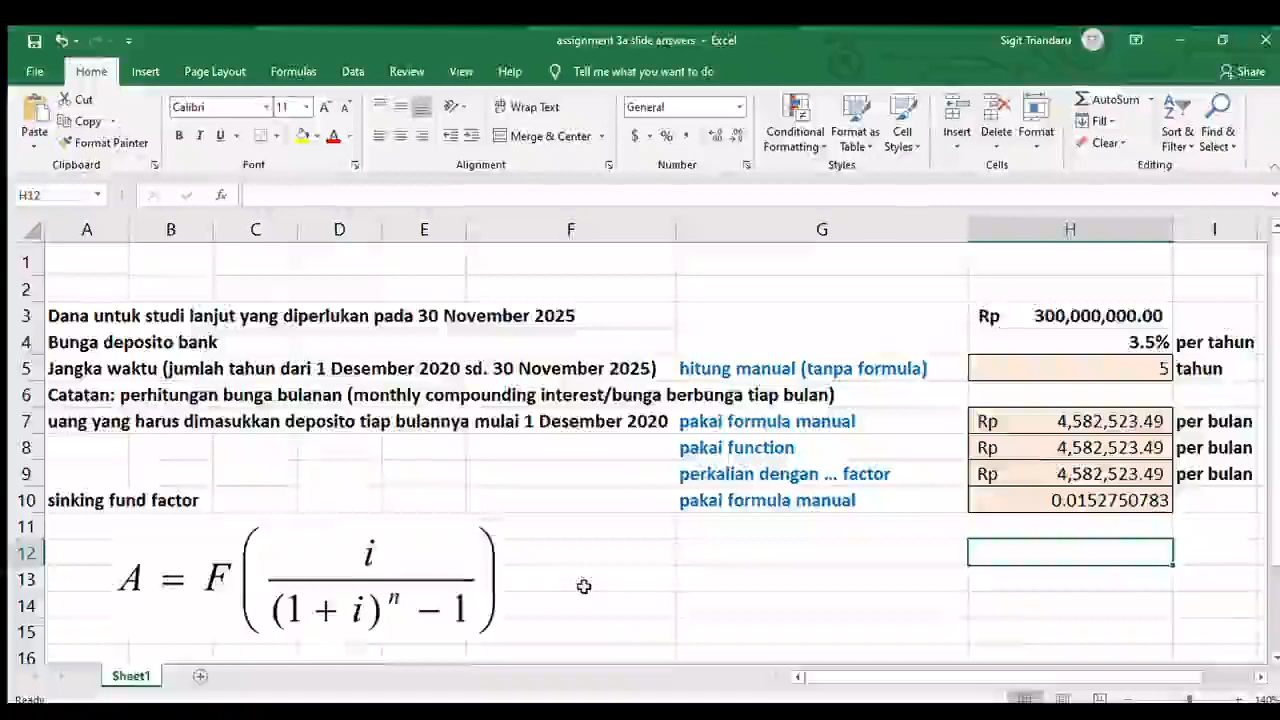 assignment 3a slide answers - Excel
Sigit Triandaru
File Home Insert Page Layout Formulas Data Review View Help Tell me what you want to do Share
Paste Cut Copy Format Painter
Calibri 11 B I U
Wrap Text Merge & Center
General $ % ,
Conditional Formatting Format as Table Cell Styles
Insert Delete Format
AutoSum Fill Clear Sort & Filter Find & Select
Clipboard Font Alignment Number Styles Cells Editing
H12 fx
A B C D E F G H I
1
2
3 Dana untuk studi lanjut yang diperlukan pada 30 November 2025 Rp 300,000,000.00
4 Bunga deposito bank 3.5% per tahun
5 Jangka waktu (jumlah tahun dari 1 Desember 2020 sd. 30 November 2025) hitung manual (tanpa formula) 5 tahun
6 Catatan: perhitungan bunga bulanan (monthly compounding interest/bunga berbunga tiap bulan)
7 uang yang harus dimasukkan deposito tiap bulannya mulai 1 Desember 2020 pakai formula manual Rp 4,582,523.49 per bulan
8 pakai function Rp 4,582,523.49 per bulan
9 perkalian dengan ... factor Rp 4,582,523.49 per bulan
10 sinking fund factor pakai formula manual 0.0152750783
11
12
13
14
15
16
A = F ( i / (1 + i)^n − 1 )
Sheet1
Ready 140%